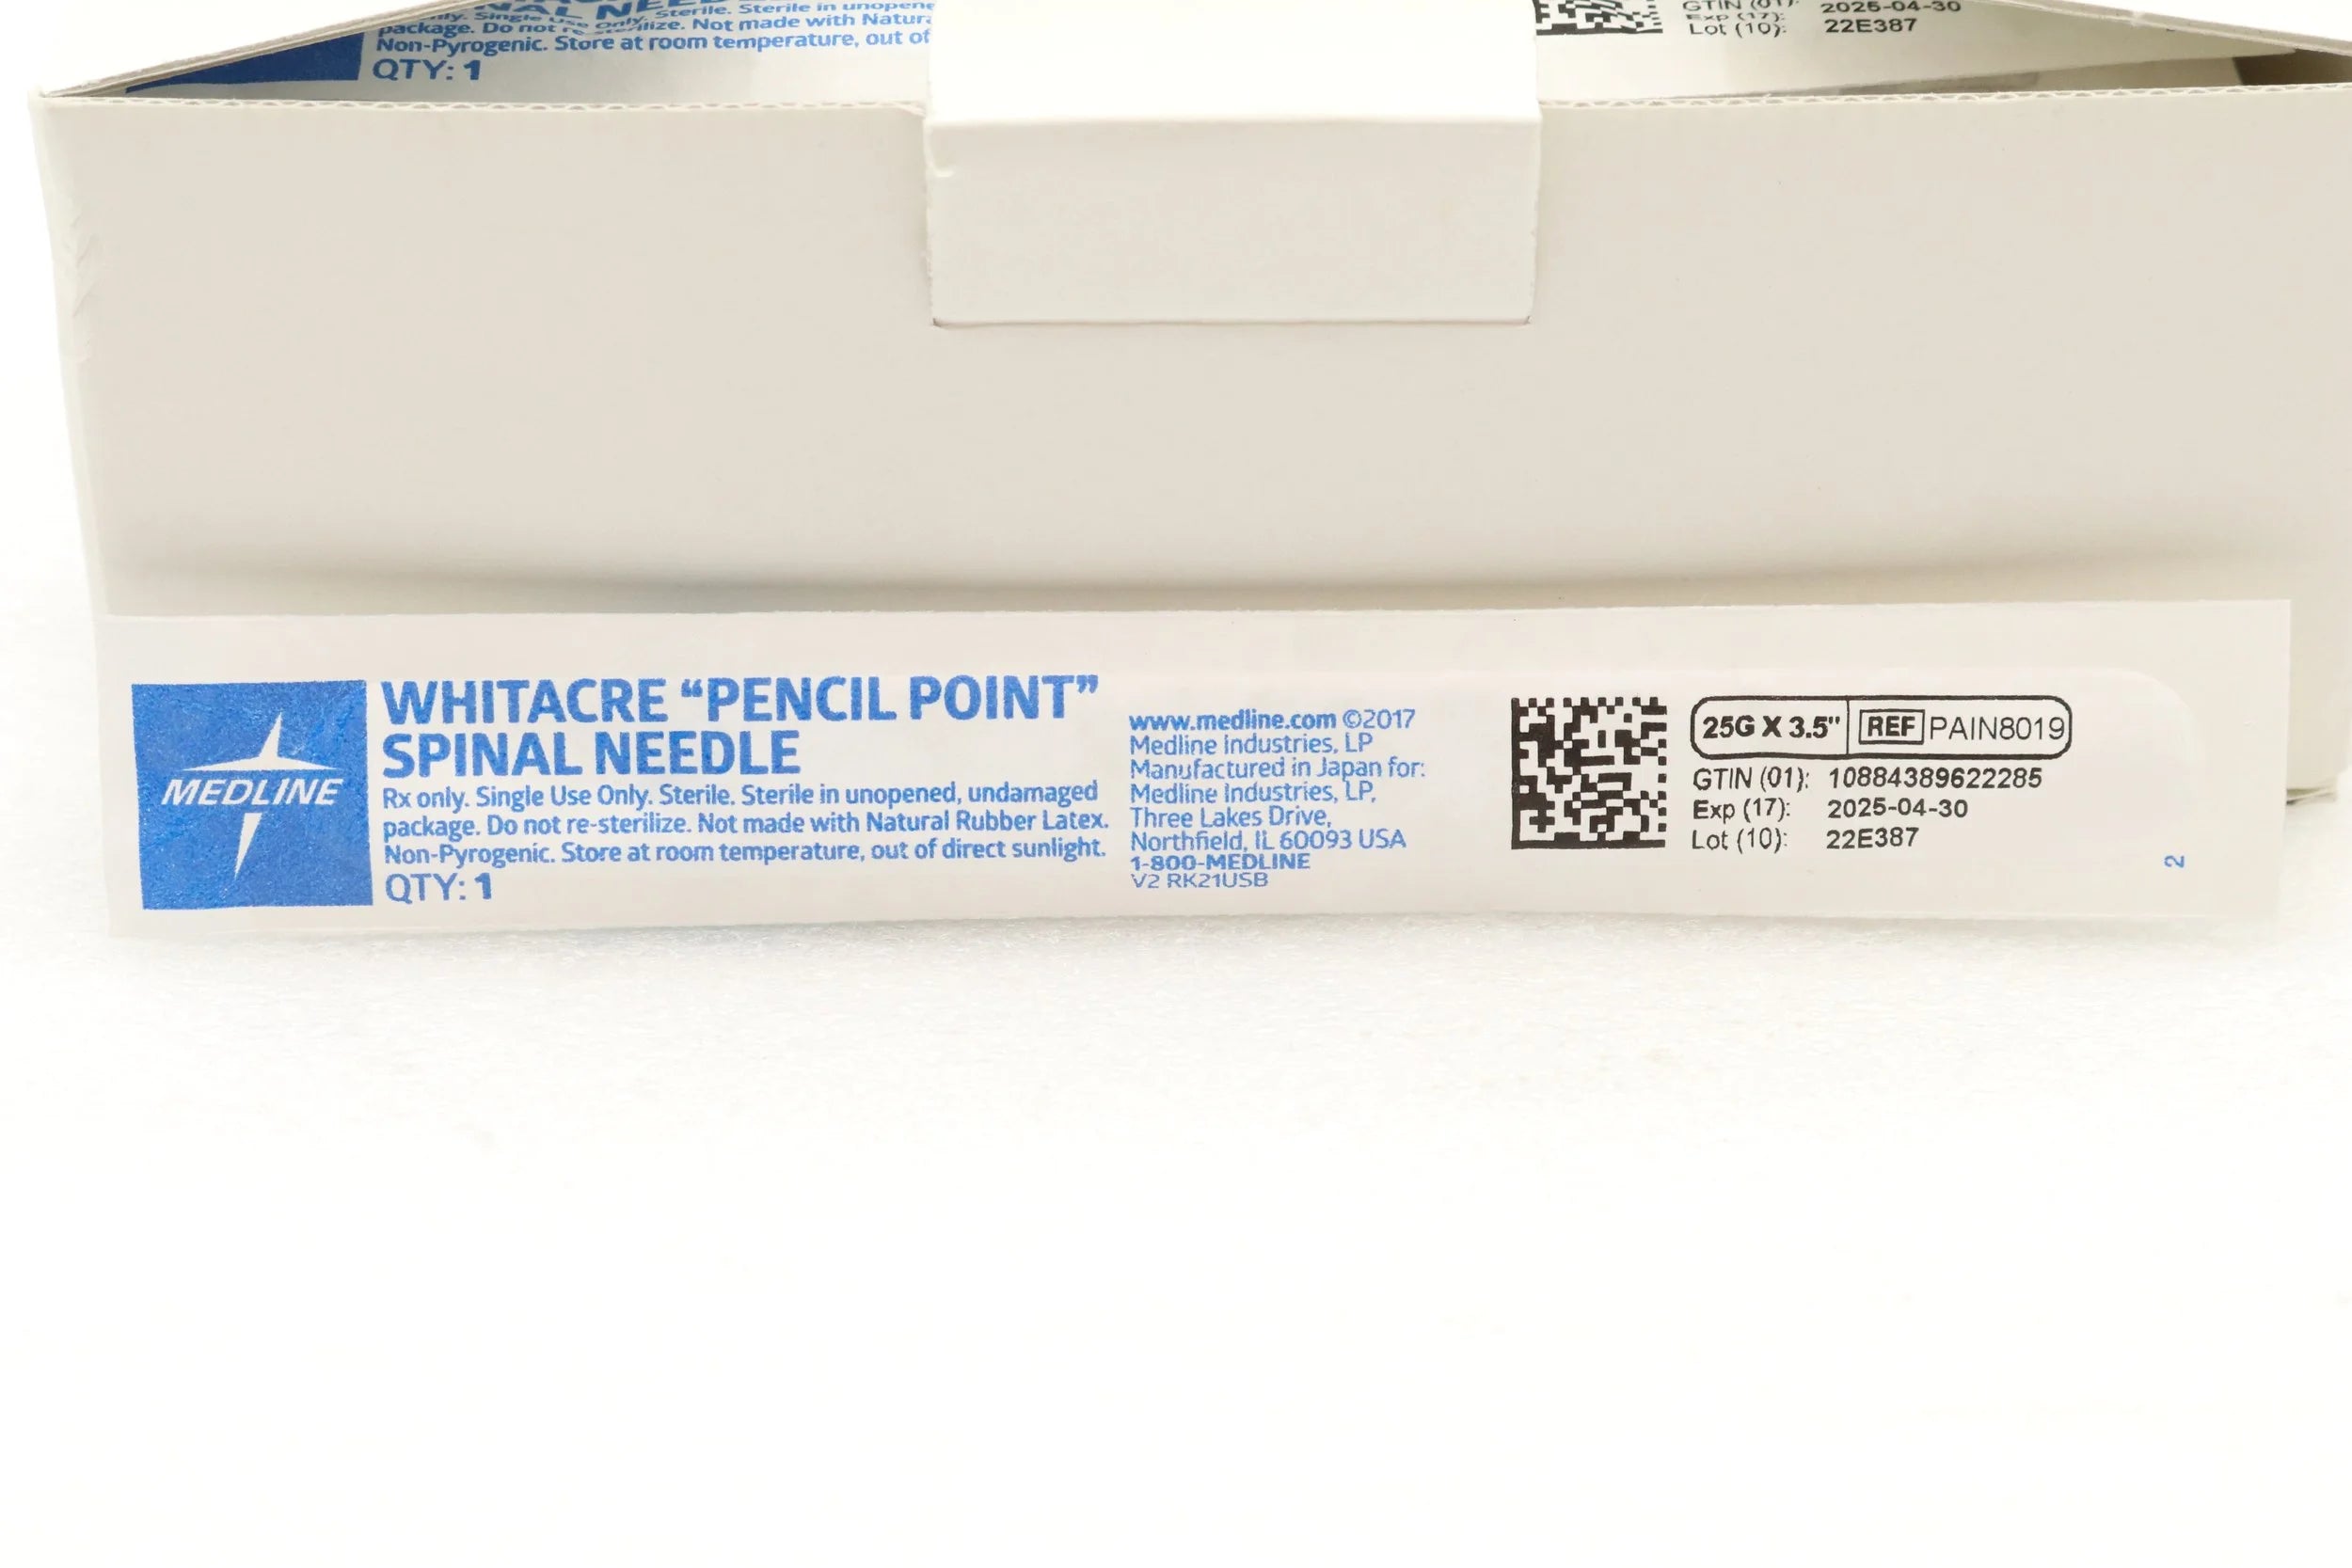 Single Use Only. Sterile. Sterile in
package. Do not re-sterilize. Not made with
Non-Pyrogenic. Store at room temperature, out of
QTY: 1
GTIN (01):
Exp (17): 2025-04-30
Lot (10): 22E387
MEDLINE
WHITACRE “PENCIL POINT”
SPINAL NEEDLE
Rx only. Single Use Only. Sterile. Sterile in unopened, undamaged
package. Do not re-sterilize. Not made with Natural Rubber Latex.
Non-Pyrogenic. Store at room temperature, out of direct sunlight.
QTY: 1
www.medline.com ©2017
Medline Industries, LP
Manufactured in Japan for:
Medline Industries, LP,
Three Lakes Drive,
Northfield, IL 60093 USA
1-800-MEDLINE
V2 RK21USB
25G X 3.5" REF PAIN8019
GTIN (01): 10884389622285
Exp (17): 2025-04-30
Lot (10): 22E387
2